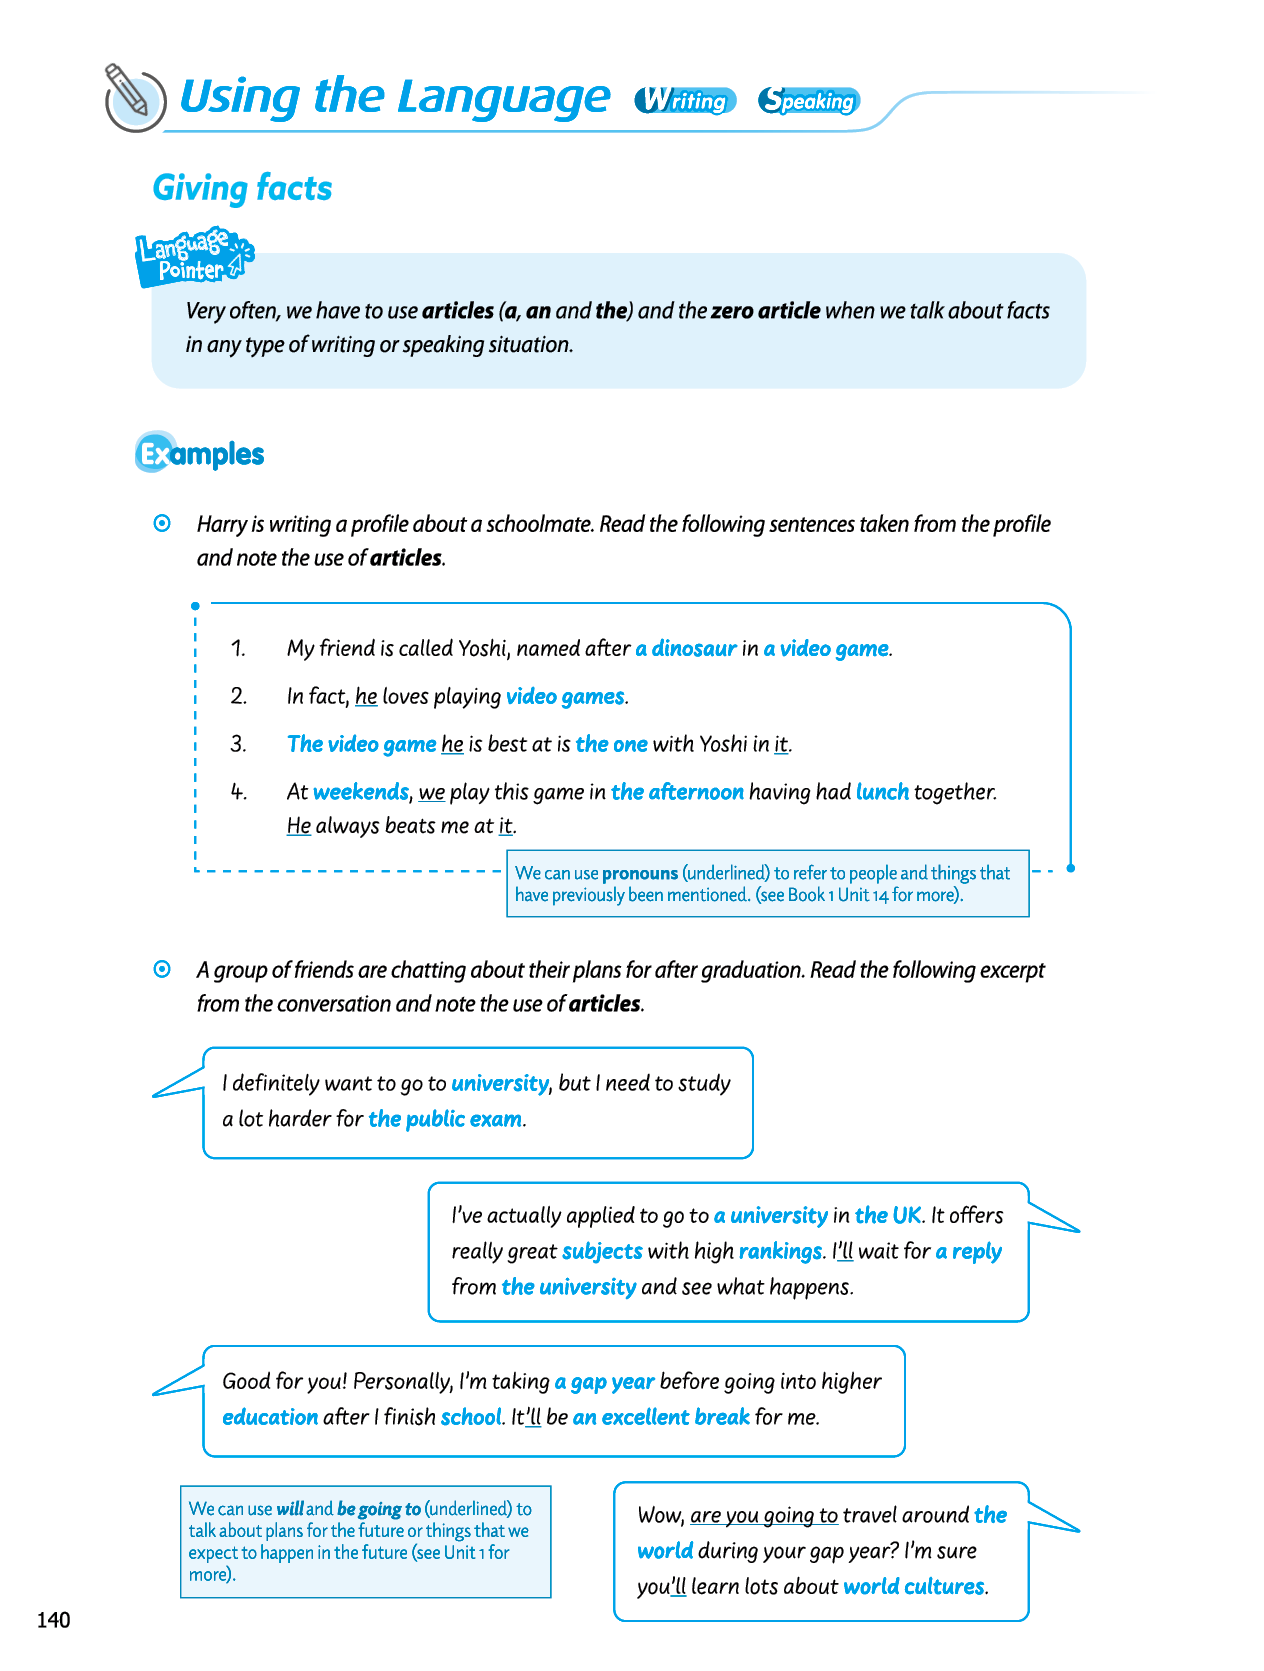 Using the Language Writing Speaking
Giving facts
Language
Pointer
Very often, we have to use articles (a, an and the) and the zero article when we talk about facts
in any type of writing or speaking situation.
Examples
Harry is writing a profile about a schoolmate. Read the following sentences taken from the profile
and note the use of articles.
1. My friend is called Yoshi, named after a dinosaur in a video game.
2. In fact, he loves playing video games.
3. The video game he is best at is the one with Yoshi in it.
4. At weekends, we play this game in the afternoon having had lunch together.
He always beats me at it.
We can use pronouns (underlined) to refer to people and things that
have previously been mentioned. (see Book 1 Unit 14 for more).
A group of friends are chatting about their plans for after graduation. Read the following excerpt
from the conversation and note the use of articles.
I definitely want to go to university, but I need to study
a lot harder for the public exam.
I've actually applied to go to a university in the UK. It offers
really great subjects with high rankings. I'll wait for a reply
from the university and see what happens.
Good for you! Personally, I'm taking a gap year before going into higher
education after I finish school. It'll be an excellent break for me.
We can use will and be going to (underlined) to
talk about plans for the future or things that we
expect to happen in the future (see Unit 1 for
more).
Wow, are you going to travel around the
world during your gap year? I'm sure
you'll learn lots about world cultures.
140